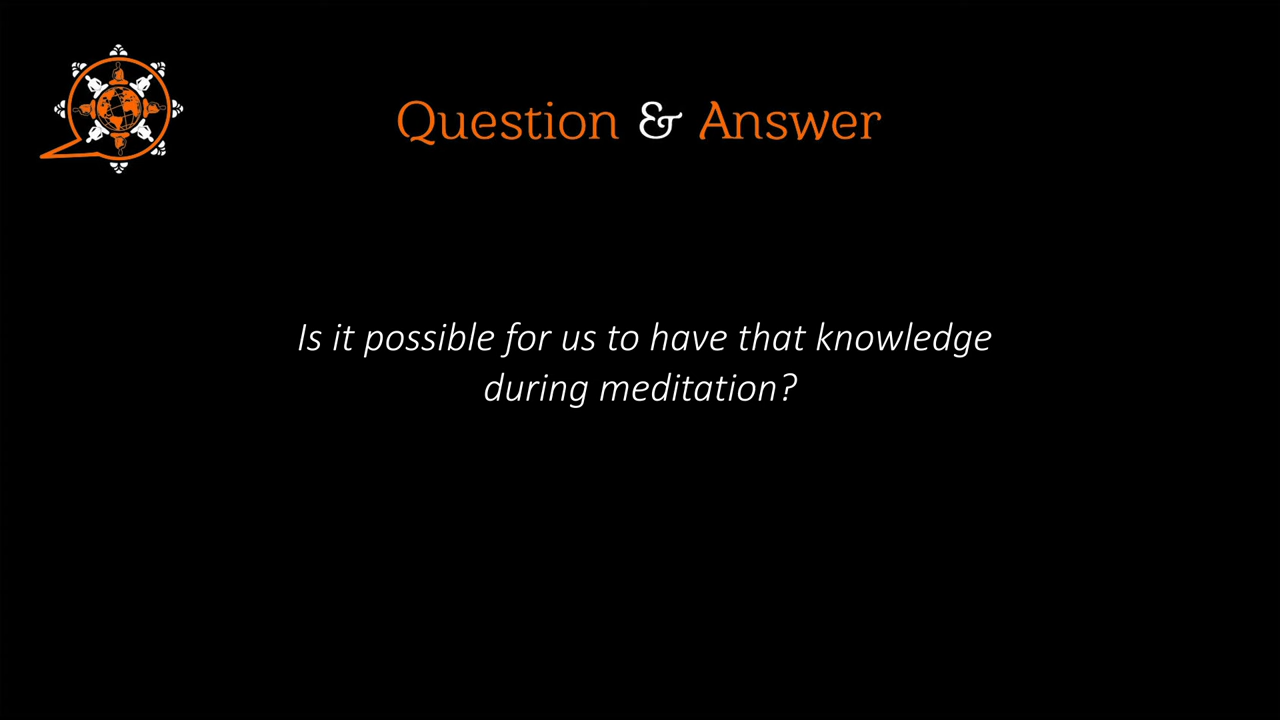 Question & Answer
Is it possible for us to have that knowledge
during meditation?